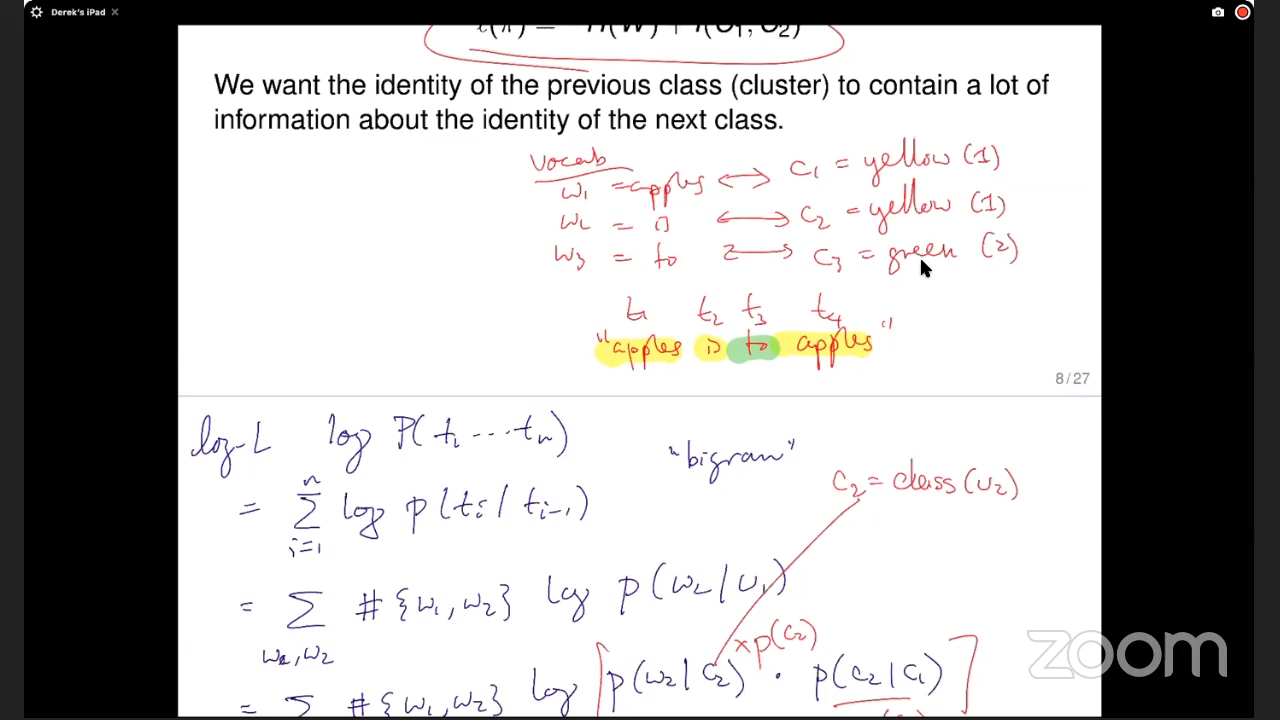 Derek's iPad
We want the identity of the previous class (cluster) to contain a lot of
information about the identity of the next class.
vocab
w1 = apples ↔ c1 = yellow (1)
w2 = is ↔ c2 = yellow (1)
w3 = to ↔ c3 = green (2)
t1 t2 t3 t4
"apples is to apples"
8/27
log-L log P(t1 ... tn)
"bigram"
c2 = class(w2)
= Σ log p(ti | ti-1)
n
i=1
= Σ #{w1, w2} log p(w2 | w1)
w1, w2
× p(c2)
= Σ #{w1, w2} log [p(w2 | c2) · p(c2 | c1)]
zoom